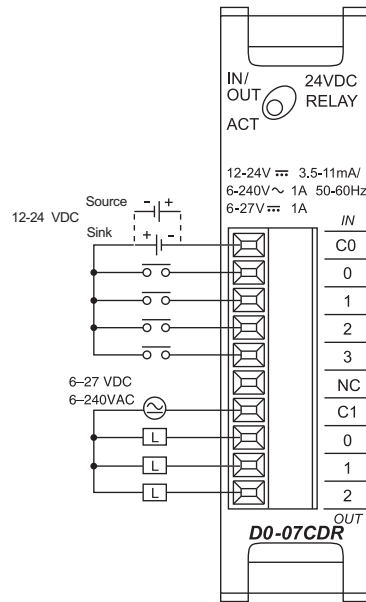 IN/
OUT
ACT
24VDC
RELAY
12-24V ⎓ 3.5-11mA/
6-240V ∿ 1A 50-60Hz
6-27V ⎓ 1A
12-24 VDC
Source
- +
Sink
+ -
IN
C0
0
1
2
3
NC
6–27 VDC
6–240VAC
C1
L 0
L 1
L 2
OUT
D0-07CDR